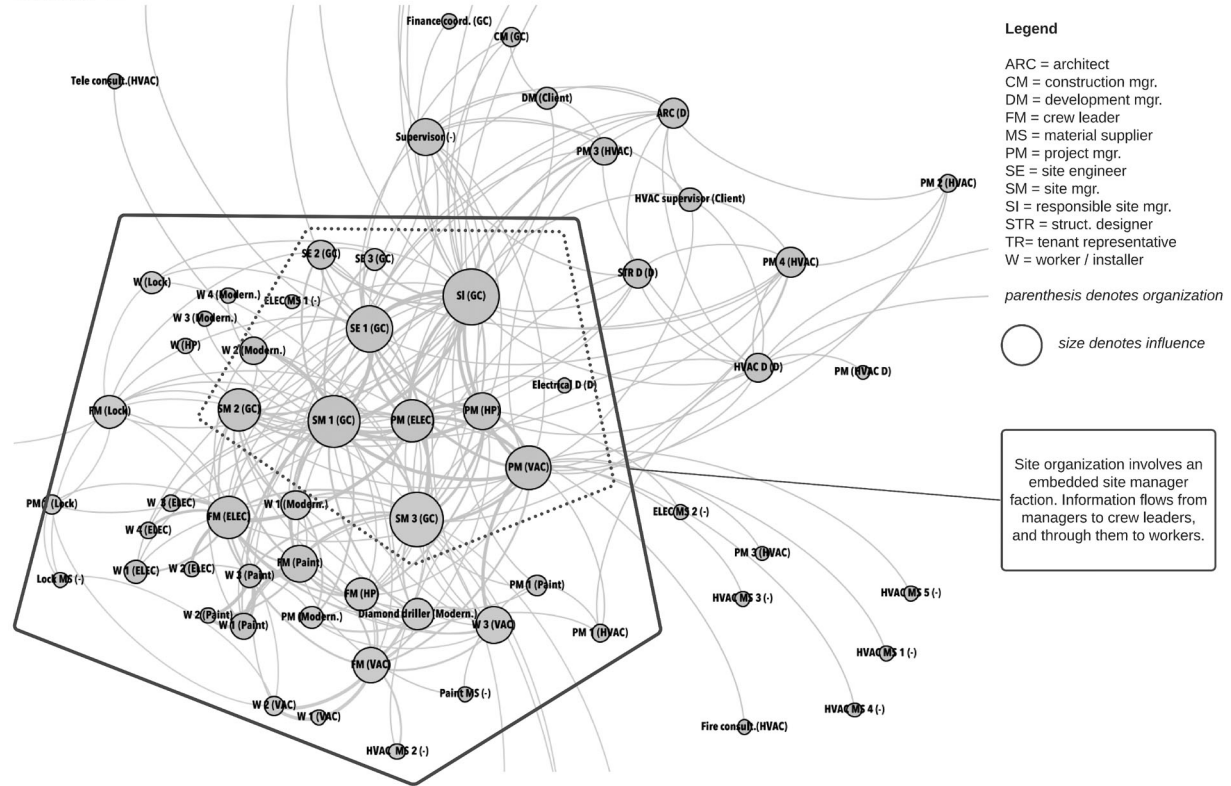 Finance coord. (GC)
CM (GC)
Tele consult.(HVAC)
DM (Client)
ARC (D
Supervisor (-)
PM 3 (HVAC)
PM 2 (HVAC)
HVAC supervisor (Client)
SE 2 (GC)
SE 3 (GC)
STR D (D)
PM 4 (HVAC)
W (Lock)
W 4 (Modern.)
ELEC MS 1 (-)
SI (GC)
W 3 (Modern.)
SE 1 (GC)
W (HP)
W 2 (Modern.)
HVAC D (D)
PM (HVAC D)
Electrical D (D)
FM (Lock)
SM 2 (GC)
SM 1 (GC)
PM (ELEC)
PM (HP)
PM (VAC)
PM (Lock)
W 3 (ELEC)
W 1 (Modern.)
FM (ELEC)
SM 3 (GC)
ELEC MS 2 (-)
W 4 (ELEC)
PM 3 (HVAC)
FM (Paint)
Lock MS (-)
W 1 (ELEC)
W 2 (ELEC)
W 3 (Paint)
PM 1 (Paint)
FM (HP)
HVAC MS 3 (-)
HVAC MS 5 (-)
W 2 (Paint)
W 1 (Paint)
PM (Modern.)
Diamond driller (Modern.)
W 3 (VAC)
PM 1 (HVAC)
HVAC MS 1 (-)
FM (VAC)
Paint MS (-)
W 2 (VAC)
W 1 (VAC)
HVAC MS 4 (-)
Fire consult.(HVAC)
HVAC MS 2 (-)
Legend
ARC = architect
CM = construction mgr.
DM = development mgr.
FM = crew leader
MS = material supplier
PM = project mgr.
SE = site engineer
SM = site mgr.
SI = responsible site mgr.
STR = struct. designer
TR= tenant representative
W = worker / installer
parenthesis denotes organization
size denotes influence
Site organization involves an
embedded site manager
faction. Information flows from
managers to crew leaders,
and through them to workers.